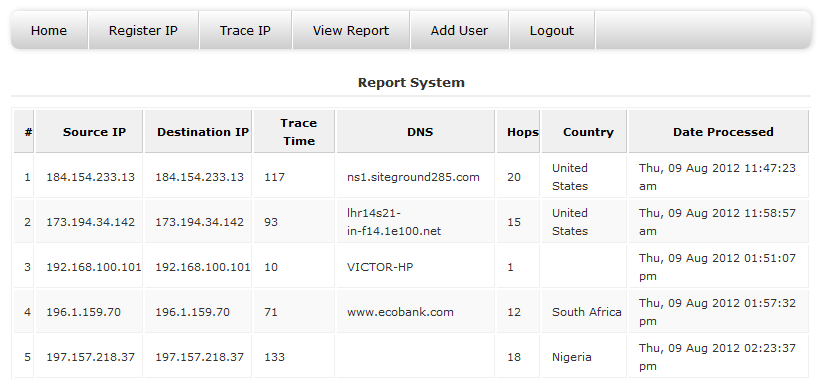 Home Register IP Trace IP View Report Add User Logout
Report System
# Source IP Destination IP Trace Time DNS Hops Country Date Processed
1 184.154.233.13 184.154.233.13 117 ns1.siteground285.com 20 United States Thu, 09 Aug 2012 11:47:23 am
2 173.194.34.142 173.194.34.142 93 lhr14s21-in-f14.1e100.net 15 United States Thu, 09 Aug 2012 11:58:57 am
3 192.168.100.101 192.168.100.101 10 VICTOR-HP 1 Thu, 09 Aug 2012 01:51:07 pm
4 196.1.159.70 196.1.159.70 71 www.ecobank.com 12 South Africa Thu, 09 Aug 2012 01:57:32 pm
5 197.157.218.37 197.157.218.37 133 18 Nigeria Thu, 09 Aug 2012 02:23:37 pm